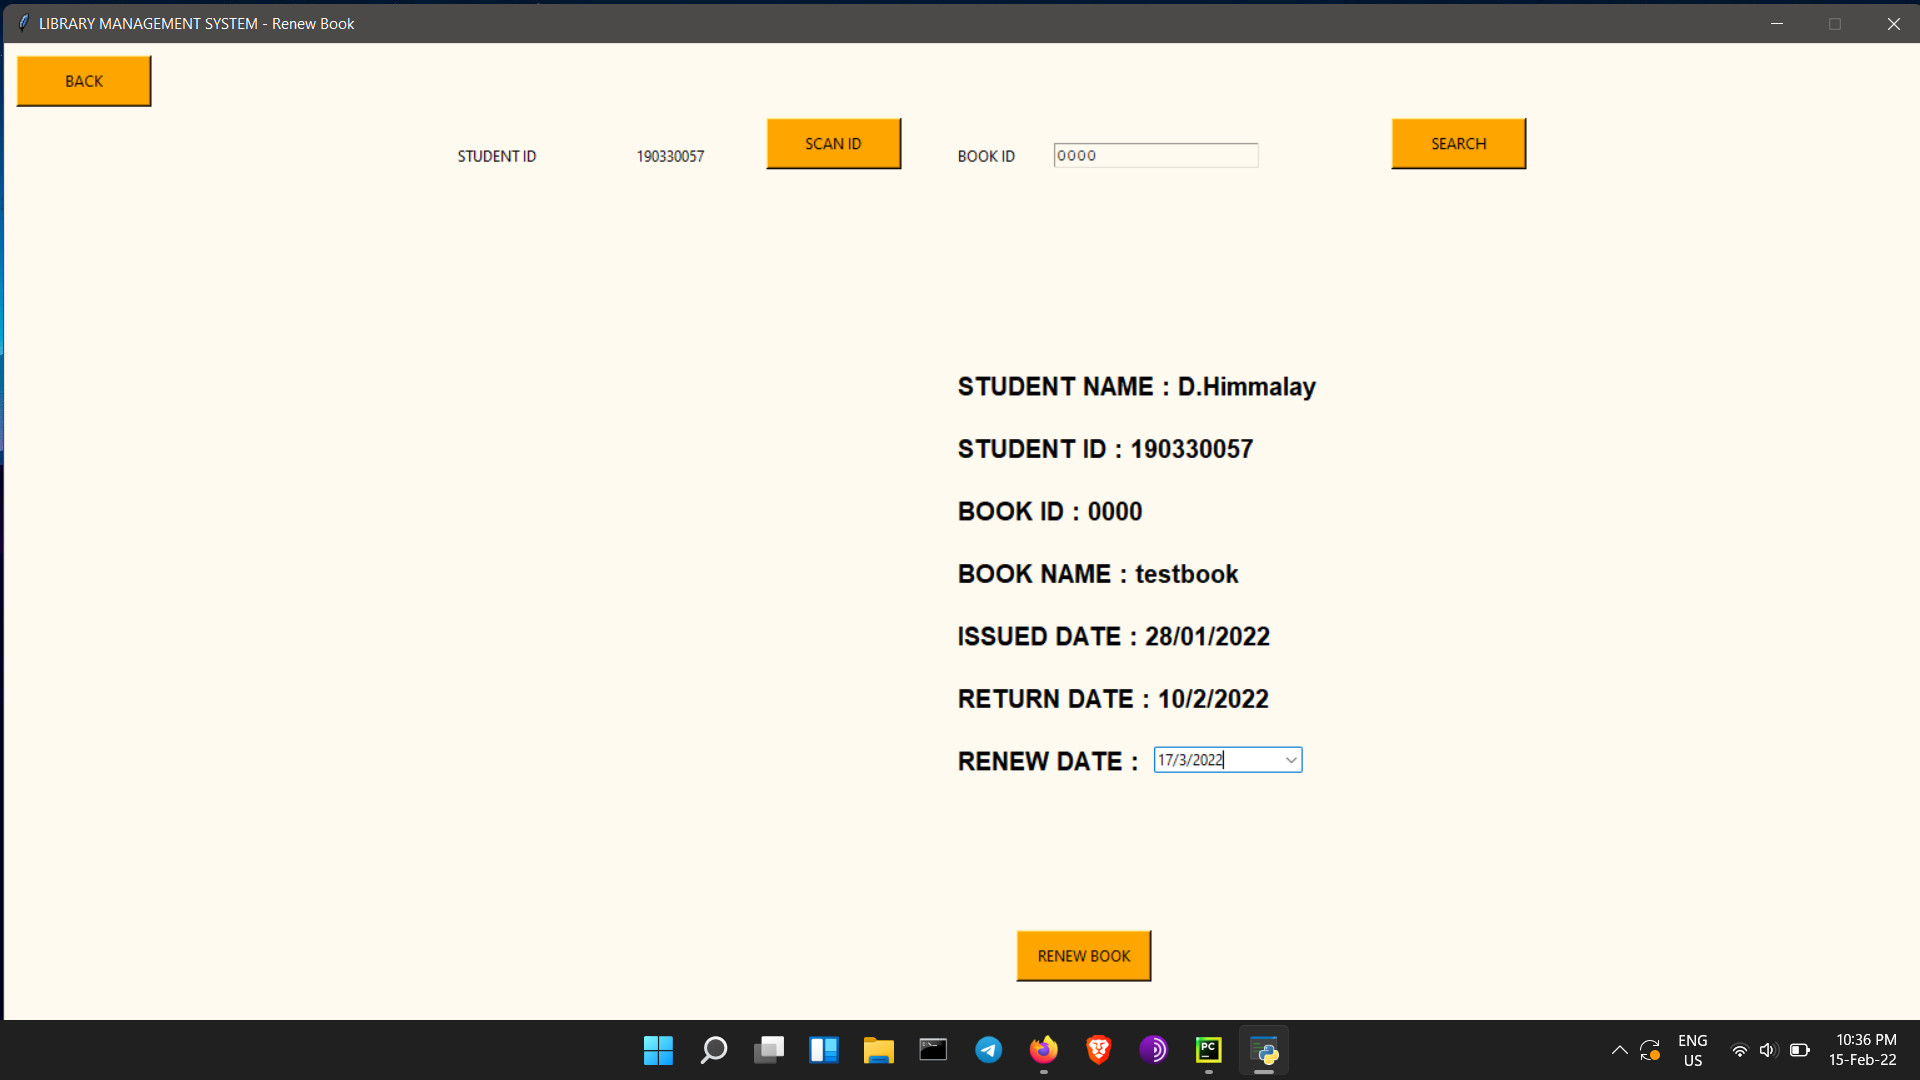 LIBRARY MANAGEMENT SYSTEM - Renew Book
BACK
STUDENT ID 190330057 SCAN ID BOOK ID 0000 SEARCH
STUDENT NAME : D.Himmalay
STUDENT ID : 190330057
BOOK ID : 0000
BOOK NAME : testbook
ISSUED DATE : 28/01/2022
RETURN DATE : 10/2/2022
RENEW DATE : 17/3/2022
RENEW BOOK
PC
ENG
US
10:36 PM
15-Feb-22